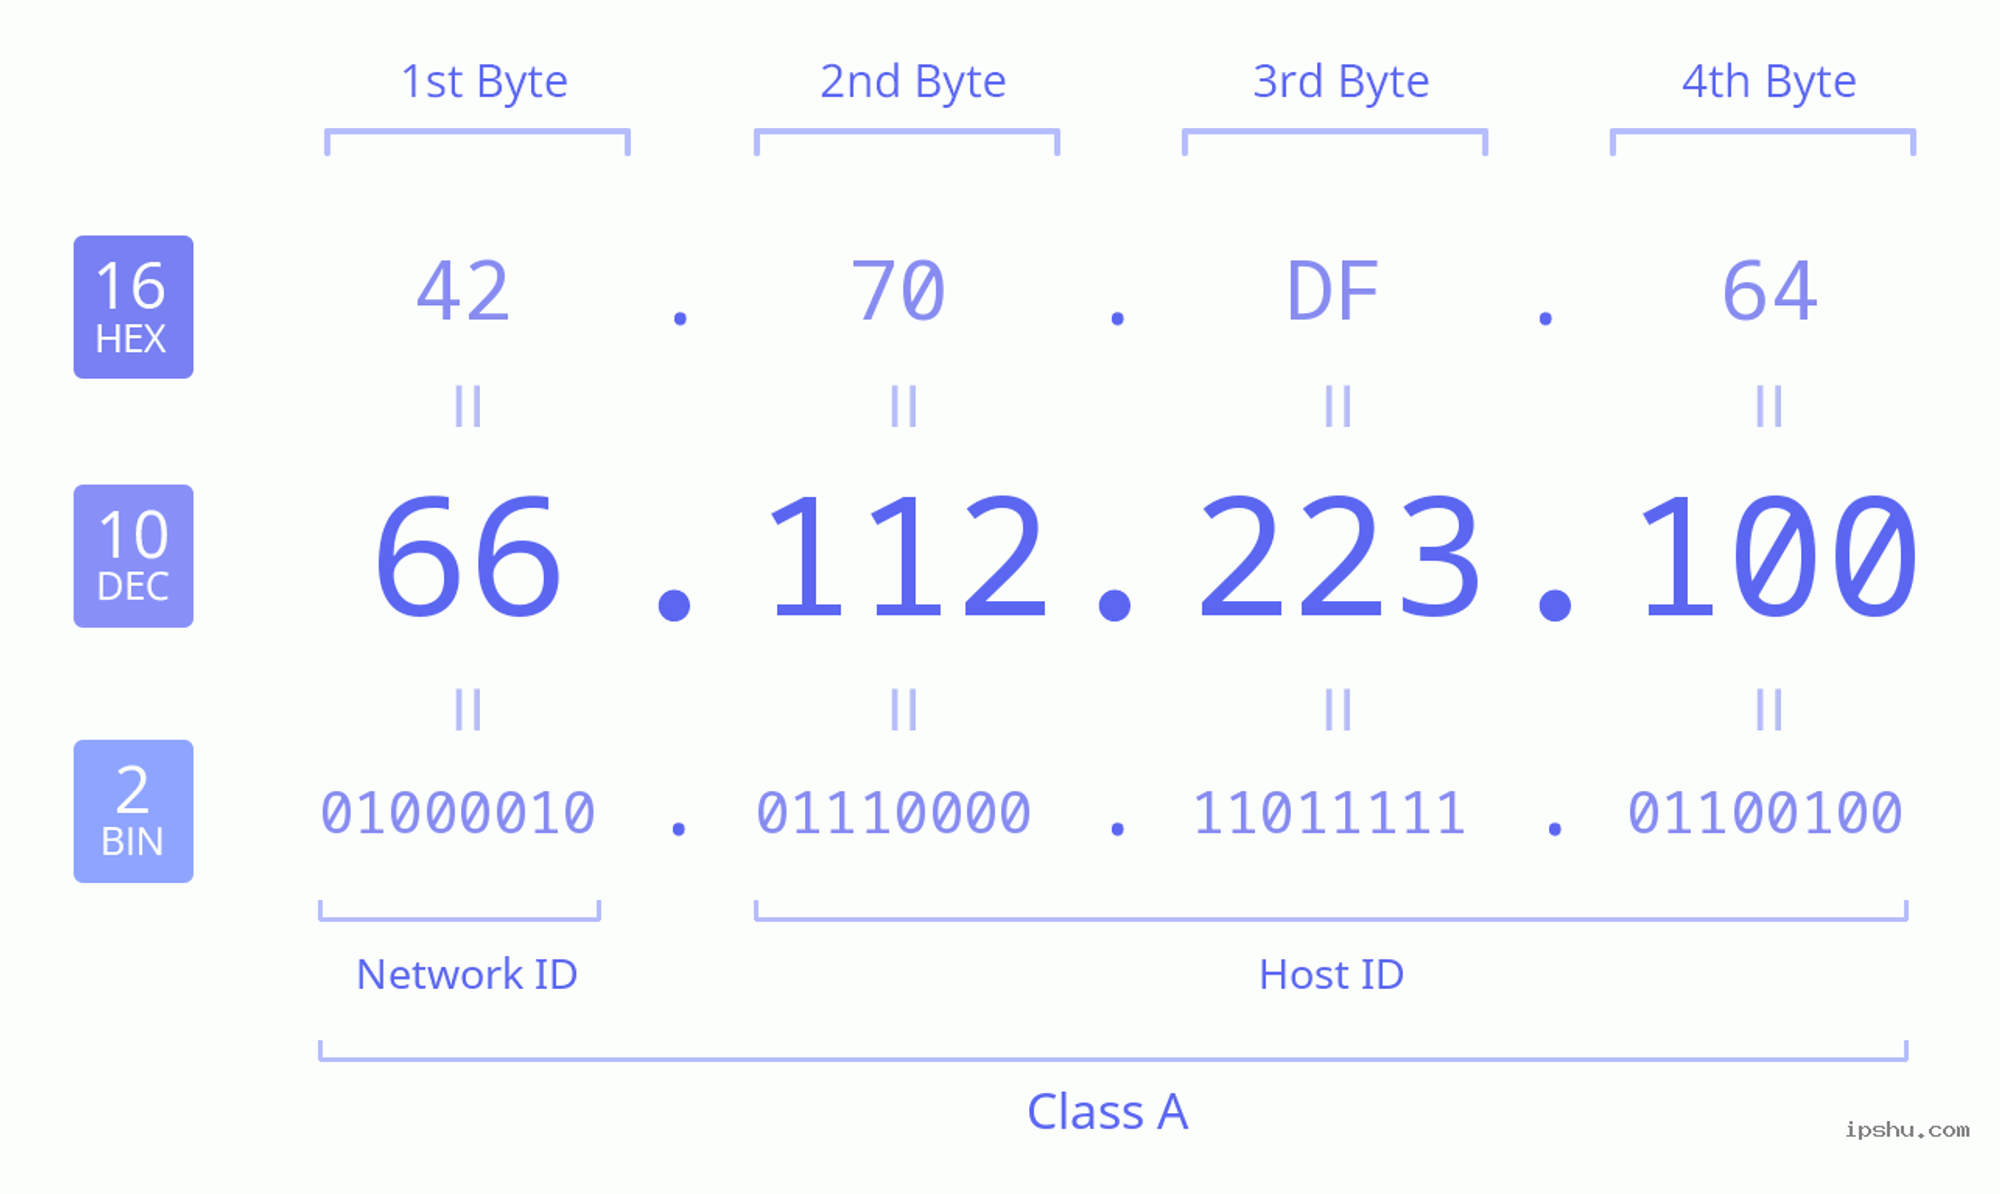 1st Byte 2nd Byte 3rd Byte 4th Byte
16
HEX
42 . 70 . DF . 64
= = = =
10
DEC
66 . 112 . 223 . 100
= = = =
2
BIN
01000010 . 01110000 . 11011111 . 01100100
Network ID Host ID
Class A
ipshu.com